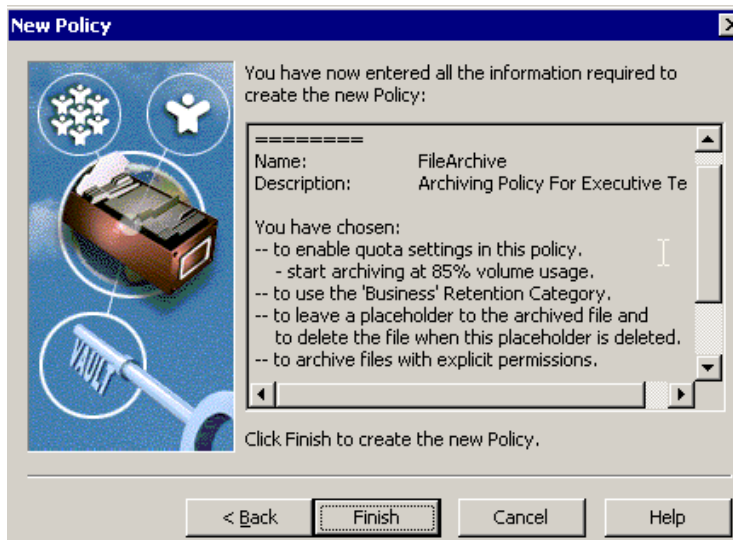 New Policy
You have now entered all the information required to
create the new Policy:
========
Name: FileArchive
Description: Archiving Policy For Executive Te
You have chosen:
-- to enable quota settings in this policy.
- start archiving at 85% volume usage.
-- to use the 'Business' Retention Category.
-- to leave a placeholder to the archived file and
to delete the file when this placeholder is deleted.
-- to archive files with explicit permissions.
VAULT
Click Finish to create the new Policy.
< Back
Finish
Cancel
Help